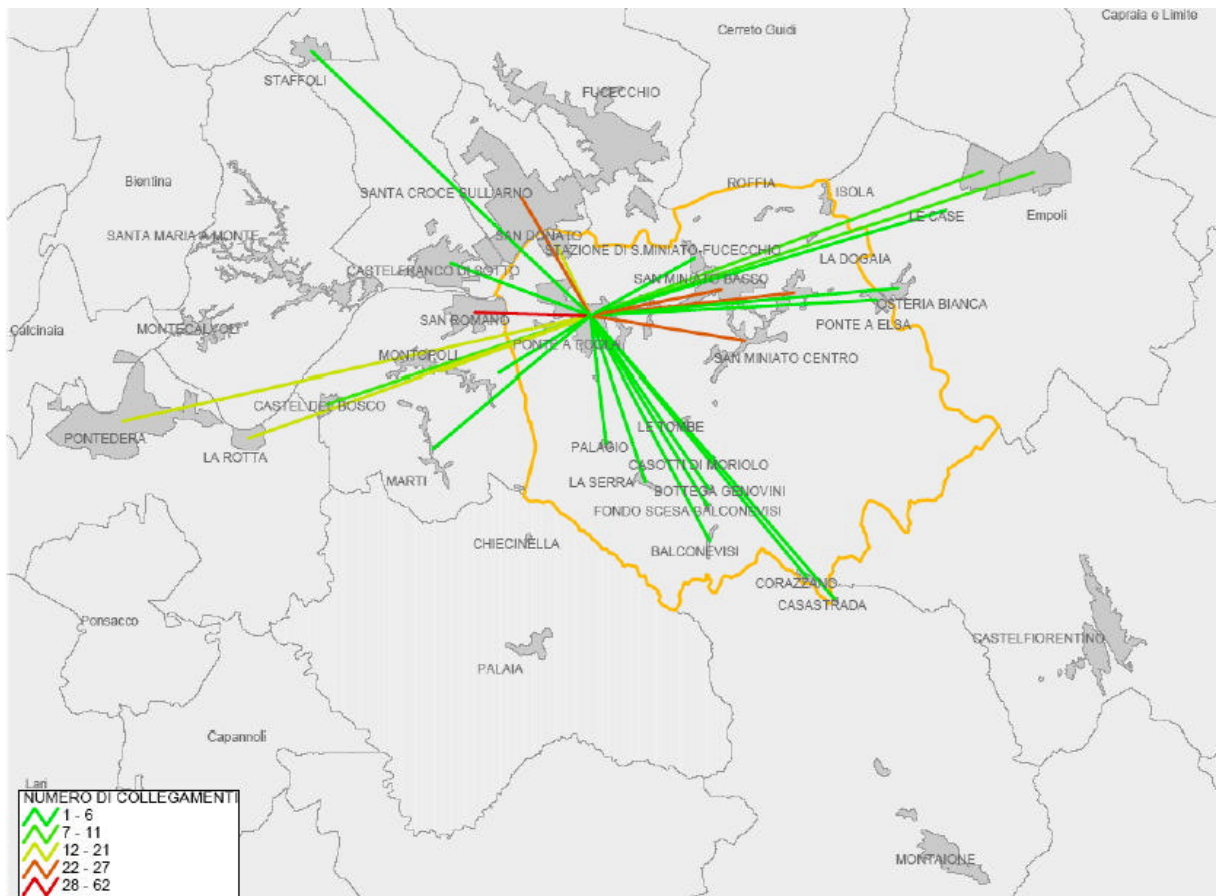 Capraia e Limite
Cerreto Guidi
STAFFOLI
FUCECCHIO
Bientina
ROFFIA
ISOLA
SANTA CROCE SULL'ARNO
LE CASE
Empoli
SANTA MARIA A MONTE
SAN DONATO
STAZIONE DI S.MINIATO-FUCECCHIO
LA DOGAIA
CASTELFRANCO DI SOTTO
SAN MINIATO BASSO
OSTERIA BIANCA
Calcinaia
MONTECALVOLI
SAN ROMANO
PONTE A ELSA
PONTE A EGOLA
MONTOPOLI
SAN MINIATO CENTRO
CASTEL DEL BOSCO
PONTEDERA
LE TOMBE
LA ROTTA
PALAGIO
CASOTTI DI MORIOLO
MARTI
LA SERRA
BOTTEGA GENOVINI
FONDO SCESA BALCONEVISI
CHIECINELLA
BALCONEVISI
CORAZZANO
CASASTRADA
Ponsacco
CASTELFIORENTINO
PALAIA
Capannoli
Lari
NUMERO DI COLLEGAMENTI
1 - 6
7 - 11
12 - 21
22 - 27
28 - 62
MONTAIONE